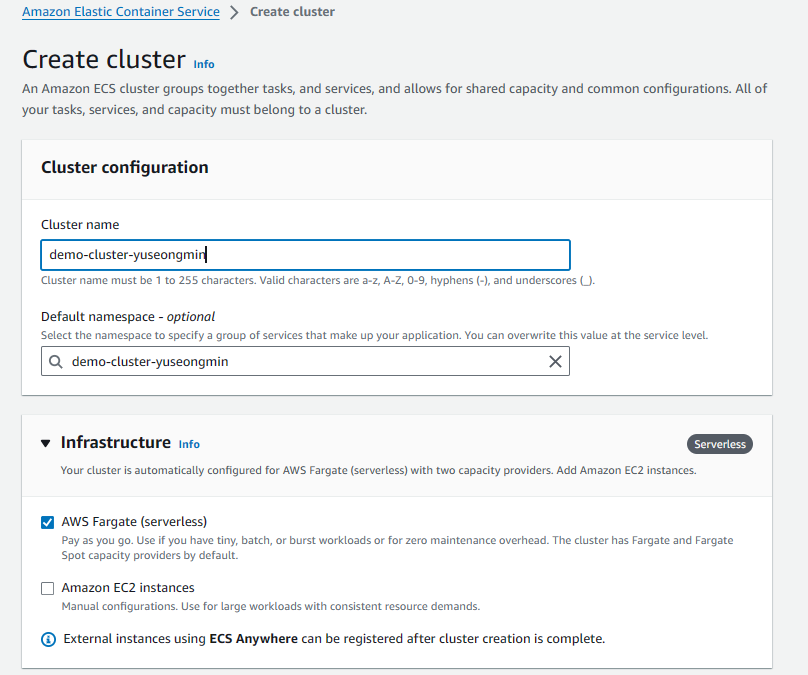 Amazon Elastic Container Service > Create cluster
Create cluster Info
An Amazon ECS cluster groups together tasks, and services, and allows for shared capacity and common configurations. All of
your tasks, services, and capacity must belong to a cluster.
Cluster configuration
Cluster name
demo-cluster-yuseongmin
Cluster name must be 1 to 255 characters. Valid characters are a-z, A-Z, 0-9, hyphens (-), and underscores (_).
Default namespace - optional
Select the namespace to specify a group of services that make up your application. You can overwrite this value at the service level.
demo-cluster-yuseongmin
Infrastructure Info Serverless
Your cluster is automatically configured for AWS Fargate (serverless) with two capacity providers. Add Amazon EC2 instances.
AWS Fargate (serverless)
Pay as you go. Use if you have tiny, batch, or burst workloads or for zero maintenance overhead. The cluster has Fargate and Fargate
Spot capacity providers by default.
Amazon EC2 instances
Manual configurations. Use for large workloads with consistent resource demands.
External instances using ECS Anywhere can be registered after cluster creation is complete.